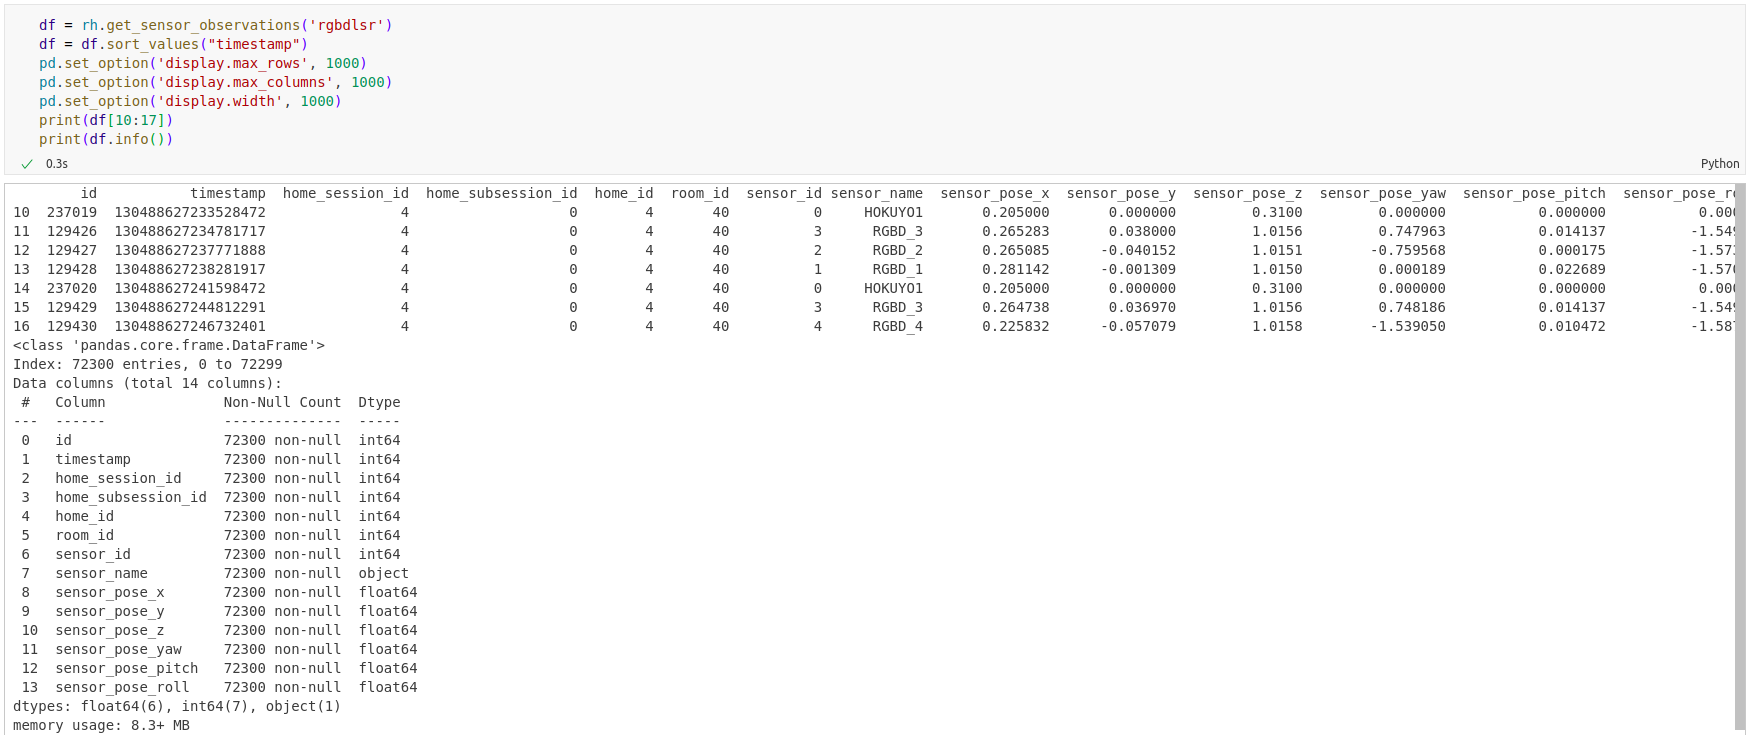 df = rh.get_sensor_observations('rgbdlsr')
df = df.sort_values("timestamp")
pd.set_option('display.max_rows', 1000)
pd.set_option('display.max_columns', 1000)
pd.set_option('display.width', 1000)
print(df[10:17])
print(df.info())
0.3s
Python
id timestamp home_session_id home_subsession_id home_id room_id sensor_id sensor_name sensor_pose_x sensor_pose_y sensor_pose_z sensor_pose_yaw sensor_pose_pitch sensor_pose_
10 237019 130488627233528472 4 0 4 40 0 HOKUYO1 0.205000 0.000000 0.3100 0.000000 0.000000 0.00
11 129426 130488627234781717 4 0 4 40 3 RGBD_3 0.265283 0.038000 1.0156 0.747963 0.014137 -1.54
12 129427 130488627237771888 4 0 4 40 2 RGBD_2 0.265085 -0.040152 1.0151 -0.759568 0.000175 -1.57
13 129428 130488627238281917 4 0 4 40 1 RGBD_1 0.281142 -0.001309 1.0150 0.000189 0.022689 -1.57
14 237020 130488627241598472 4 0 4 40 0 HOKUYO1 0.205000 0.000000 0.3100 0.000000 0.000000 0.00
15 129429 130488627244812291 4 0 4 40 3 RGBD_3 0.264738 0.036970 1.0156 0.748186 0.014137 -1.54
16 129430 130488627246732401 4 0 4 40 4 RGBD_4 0.225832 -0.057079 1.0158 -1.539050 0.010472 -1.58
<class 'pandas.core.frame.DataFrame'>
Index: 72300 entries, 0 to 72299
Data columns (total 14 columns):
# Column Non-Null Count Dtype
--- ------ -------------- -----
0 id 72300 non-null int64
1 timestamp 72300 non-null int64
2 home_session_id 72300 non-null int64
3 home_subsession_id 72300 non-null int64
4 home_id 72300 non-null int64
5 room_id 72300 non-null int64
6 sensor_id 72300 non-null int64
7 sensor_name 72300 non-null object
8 sensor_pose_x 72300 non-null float64
9 sensor_pose_y 72300 non-null float64
10 sensor_pose_z 72300 non-null float64
11 sensor_pose_yaw 72300 non-null float64
12 sensor_pose_pitch 72300 non-null float64
13 sensor_pose_roll 72300 non-null float64
dtypes: float64(6), int64(7), object(1)
memory usage: 8.3+ MB